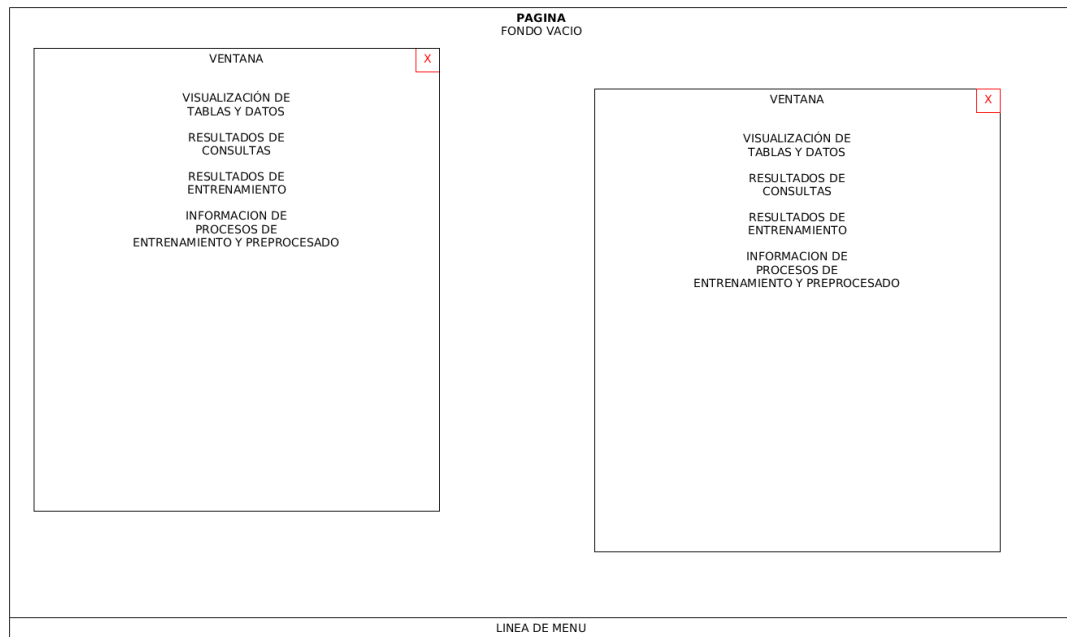 PAGINA
FONDO VACIO
VENTANA
X
VISUALIZACIÓN DE
TABLAS Y DATOS
RESULTADOS DE
CONSULTAS
RESULTADOS DE
ENTRENAMIENTO
INFORMACION DE
PROCESOS DE
ENTRENAMIENTO Y PREPROCESADO
VENTANA
X
VISUALIZACIÓN DE
TABLAS Y DATOS
RESULTADOS DE
CONSULTAS
RESULTADOS DE
ENTRENAMIENTO
INFORMACION DE
PROCESOS DE
ENTRENAMIENTO Y PREPROCESADO
LINEA DE MENU